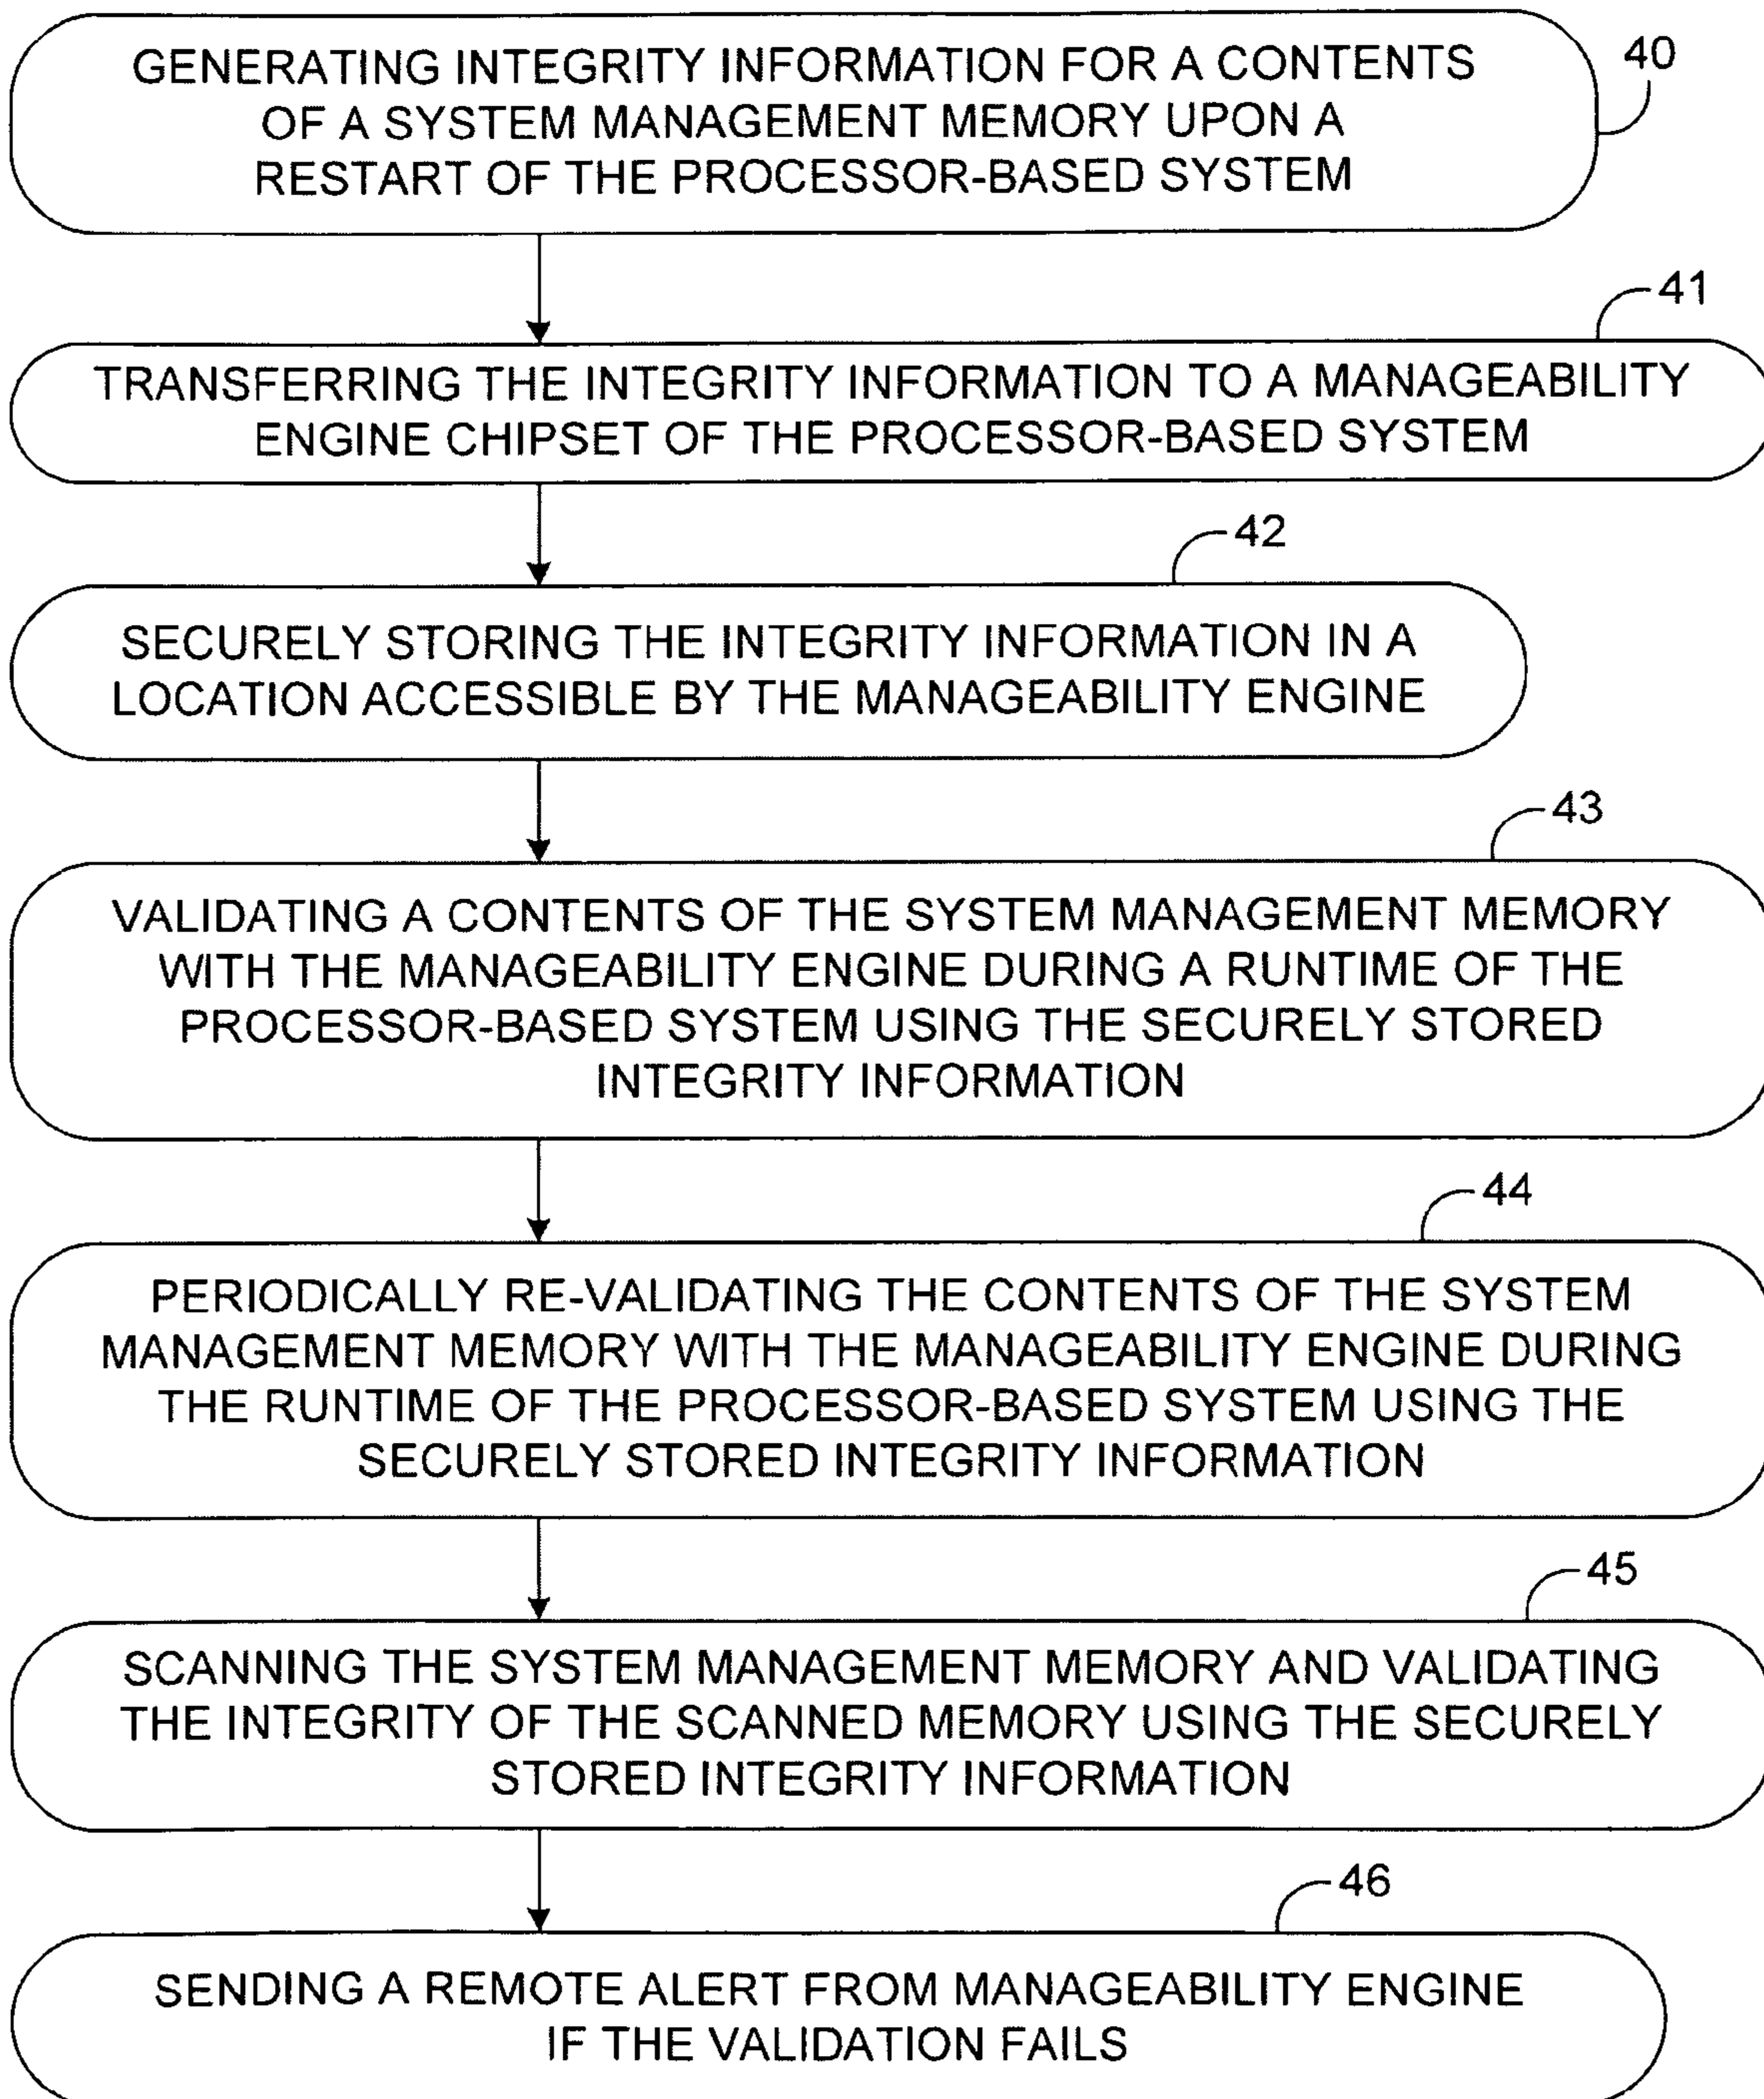 GENERATING INTEGRITY INFORMATION FOR A CONTENTS
OF A SYSTEM MANAGEMENT MEMORY UPON A
RESTART OF THE PROCESSOR-BASED SYSTEM
40
41
TRANSFERRING THE INTEGRITY INFORMATION TO A MANAGEABILITY
ENGINE CHIPSET OF THE PROCESSOR-BASED SYSTEM
42
SECURELY STORING THE INTEGRITY INFORMATION IN A
LOCATION ACCESSIBLE BY THE MANAGEABILITY ENGINE
43
VALIDATING A CONTENTS OF THE SYSTEM MANAGEMENT MEMORY
WITH THE MANAGEABILITY ENGINE DURING A RUNTIME OF THE
PROCESSOR-BASED SYSTEM USING THE SECURELY STORED
INTEGRITY INFORMATION
44
PERIODICALLY RE-VALIDATING THE CONTENTS OF THE SYSTEM
MANAGEMENT MEMORY WITH THE MANAGEABILITY ENGINE DURING
THE RUNTIME OF THE PROCESSOR-BASED SYSTEM USING THE
SECURELY STORED INTEGRITY INFORMATION
45
SCANNING THE SYSTEM MANAGEMENT MEMORY AND VALIDATING
THE INTEGRITY OF THE SCANNED MEMORY USING THE SECURELY
STORED INTEGRITY INFORMATION
46
SENDING A REMOTE ALERT FROM MANAGEABILITY ENGINE
IF THE VALIDATION FAILS